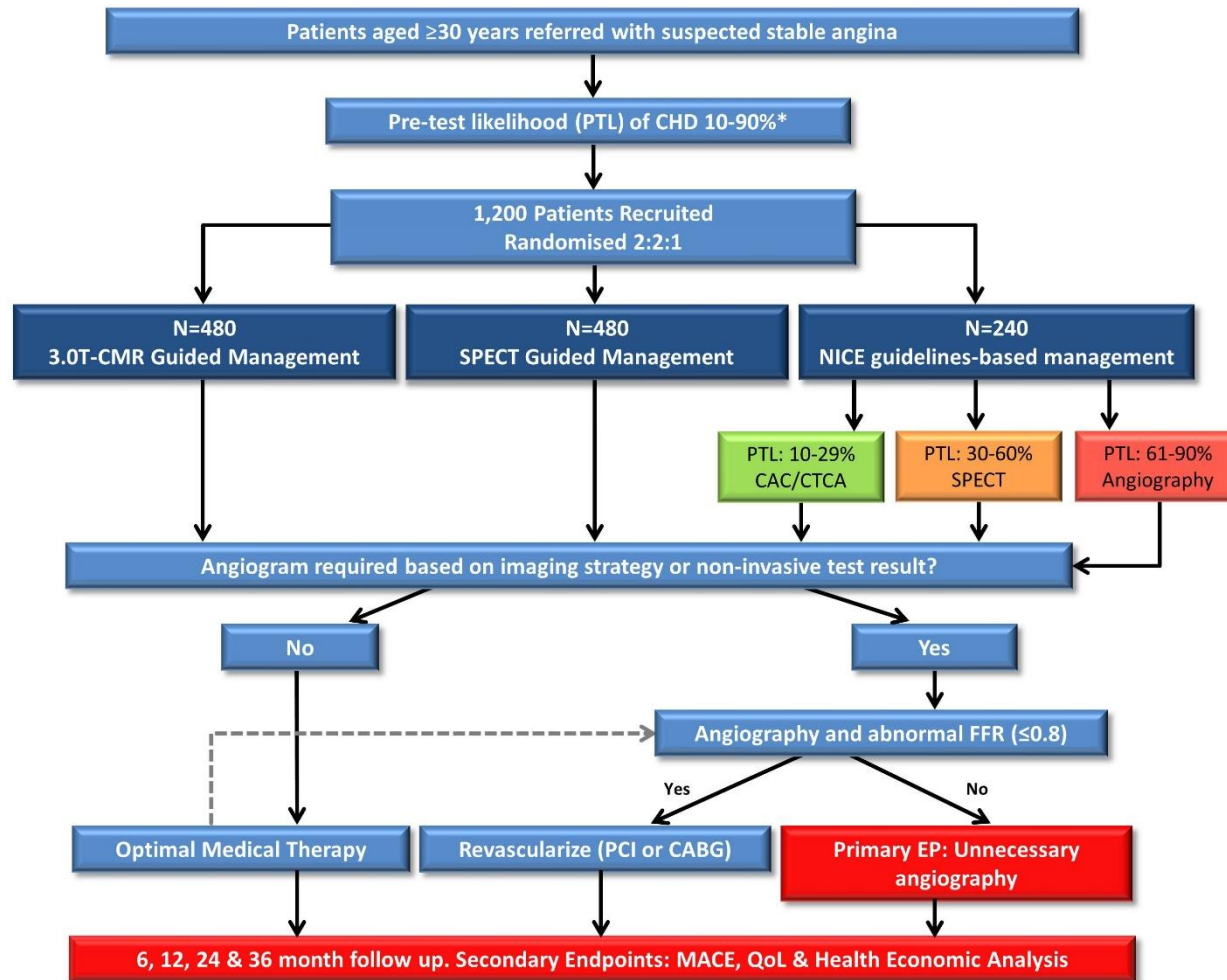 Patients aged ≥30 years referred with suspected stable angina
Pre-test likelihood (PTL) of CHD 10-90%*
1,200 Patients Recruited
Randomised 2:2:1
N=480
3.0T-CMR Guided Management
N=480
SPECT Guided Management
N=240
NICE guidelines-based management
PTL: 10-29%
CAC/CTCA
PTL: 30-60%
SPECT
PTL: 61-90%
Angiography
Angiogram required based on imaging strategy or non-invasive test result?
No
Yes
Angiography and abnormal FFR (≤0.8)
Yes
No
Optimal Medical Therapy
Revascularize (PCI or CABG)
Primary EP: Unnecessary
angiography
6, 12, 24 & 36 month follow up. Secondary Endpoints: MACE, QoL & Health Economic Analysis